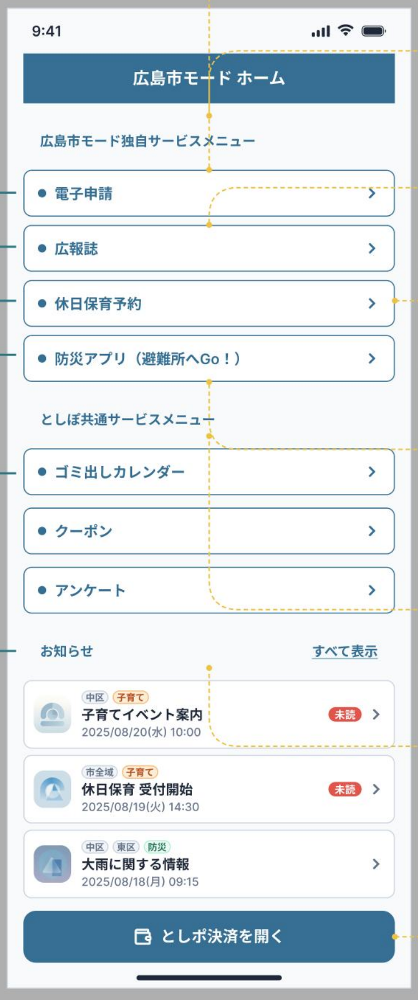 9:41
広島市モード ホーム
広島市モード独自サービスメニュー
電子申請
広報誌
休日保育予約
防災アプリ（避難所へGo！）
としぽ共通サービスメニュー
ゴミ出しカレンダー
クーポン
アンケート
お知らせ すべて表示
中区 子育て
子育てイベント案内 未読
2025/08/20(水) 10:00
市全域 子育て
休日保育 受付開始 未読
2025/08/19(火) 14:30
中区 東区 防災
大雨に関する情報
2025/08/18(月) 09:15
としポ決済を開く